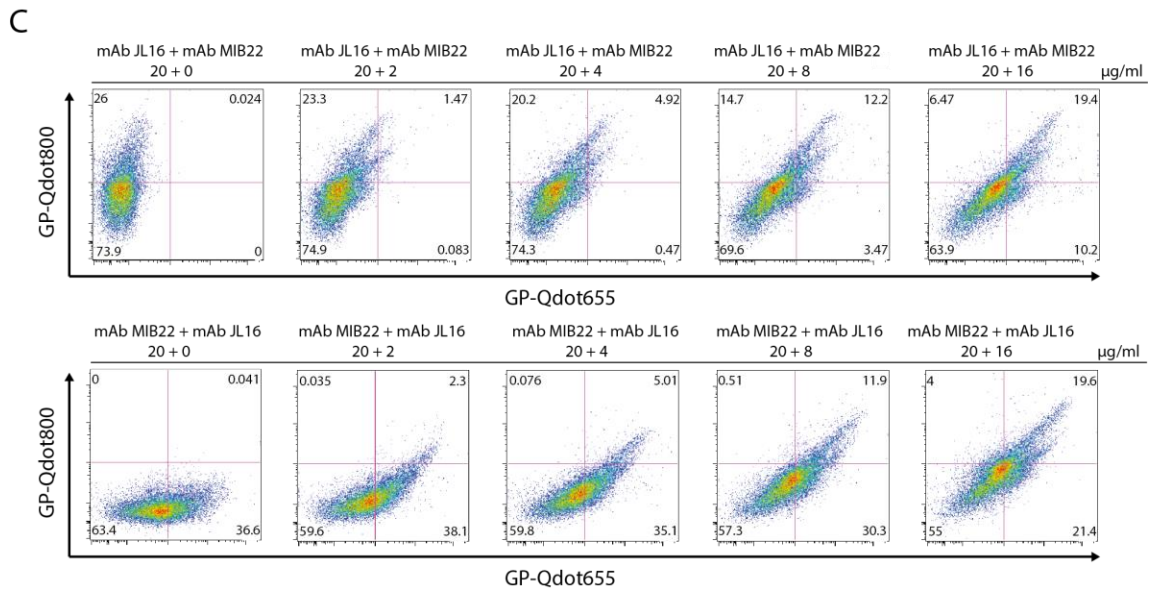 C
mAb JL16 + mAb MIB22 mAb JL16 + mAb MIB22 mAb JL16 + mAb MIB22 mAb JL16 + mAb MIB22 mAb JL16 + mAb MIB22
20 + 0 20 + 2 20 + 4 20 + 8 20 + 16 µg/ml
26 0.024 23.3 1.47 20.2 4.92 14.7 12.2 6.47 19.4
GP-Qdot800
73.9 0 74.9 0.083 74.3 0.47 69.6 3.47 63.9 10.2
GP-Qdot655
mAb MIB22 + mAb JL16 mAb MIB22 + mAb JL16 mAb MIB22 + mAb JL16 mAb MIB22 + mAb JL16 mAb MIB22 + mAb JL16
20 + 0 20 + 2 20 + 4 20 + 8 20 + 16 µg/ml
0 0.041 0.035 2.3 0.076 5.01 0.51 11.9 4 19.6
GP-Qdot800
63.4 36.6 59.6 38.1 59.8 35.1 57.3 30.3 55 21.4
GP-Qdot655